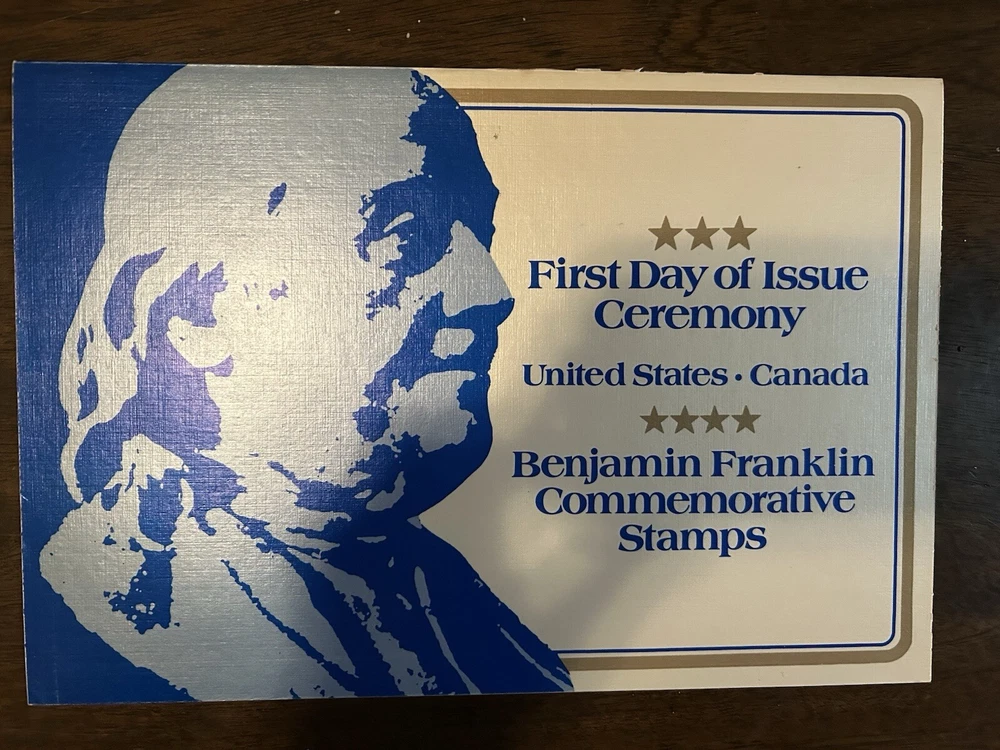 First Day of Issue
Ceremony
United States • Canada
Benjamin Franklin
Commemorative
Stamps